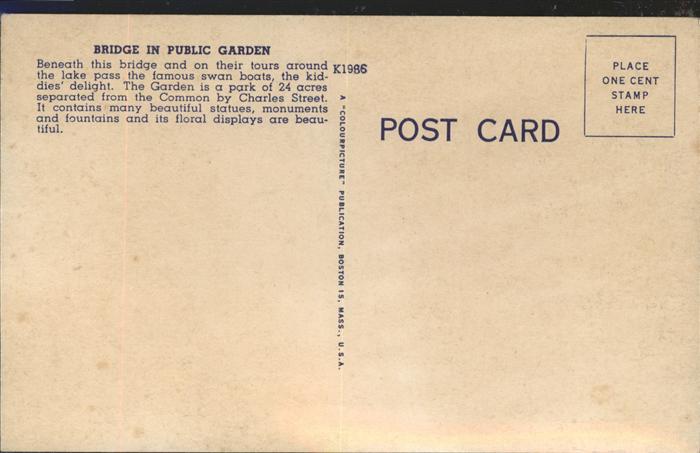 BRIDGE IN PUBLIC GARDEN
Beneath this bridge and on their tours around
the lake pass the famous swan boats, the kid-
dies' delight. The Garden is a park of 24 acres
separated from the Common by Charles Street.
It contains many beautiful statues, monuments
and fountains and its floral displays are beau-
tiful.
K1986
A "COLOURPICTURE" PUBLICATION, BOSTON 15, MASS., U.S.A.
POST CARD
PLACE
ONE CENT
STAMP
HERE